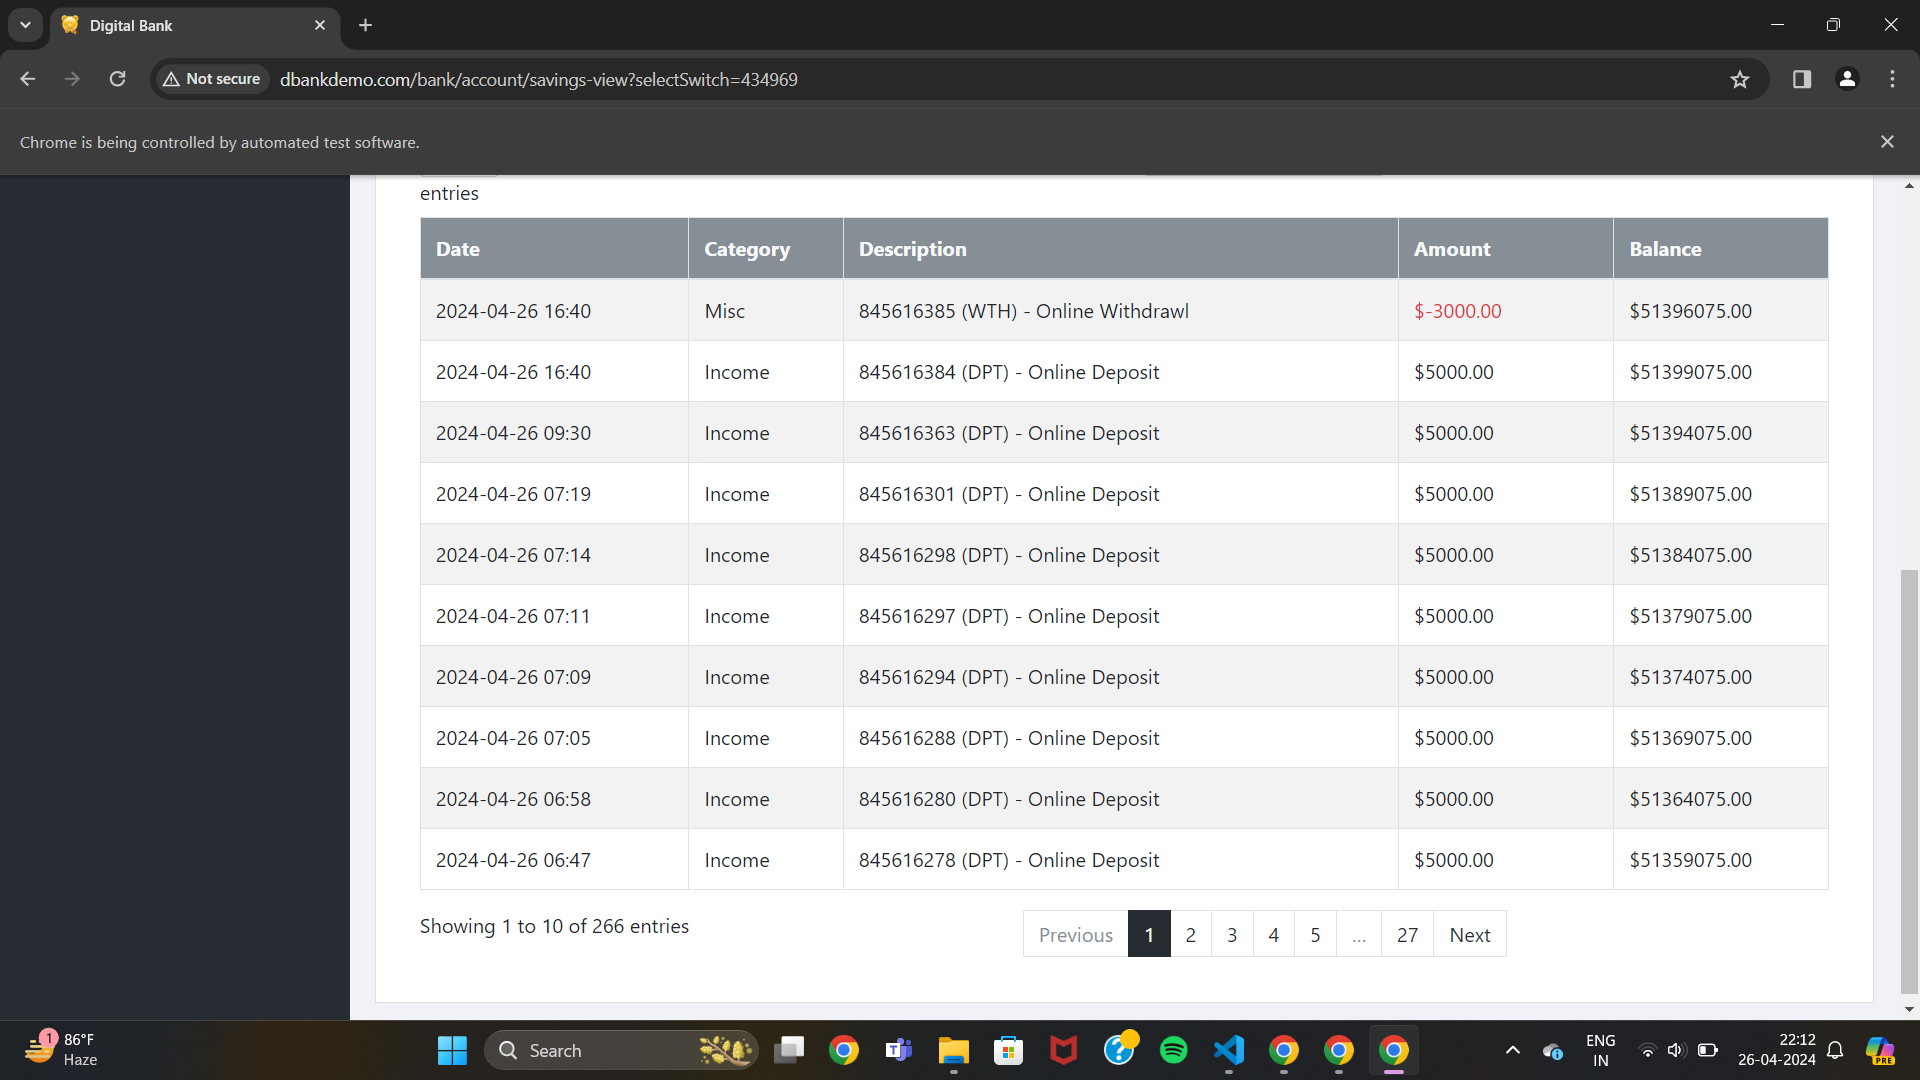 Digital Bank
Not secure dbankdemo.com/bank/account/savings-view?selectSwitch=434969
Chrome is being controlled by automated test software.
entries
Date Category Description Amount Balance
2024-04-26 16:40 Misc 845616385 (WTH) - Online Withdrawl $-3000.00 $51396075.00
2024-04-26 16:40 Income 845616384 (DPT) - Online Deposit $5000.00 $51399075.00
2024-04-26 09:30 Income 845616363 (DPT) - Online Deposit $5000.00 $51394075.00
2024-04-26 07:19 Income 845616301 (DPT) - Online Deposit $5000.00 $51389075.00
2024-04-26 07:14 Income 845616298 (DPT) - Online Deposit $5000.00 $51384075.00
2024-04-26 07:11 Income 845616297 (DPT) - Online Deposit $5000.00 $51379075.00
2024-04-26 07:09 Income 845616294 (DPT) - Online Deposit $5000.00 $51374075.00
2024-04-26 07:05 Income 845616288 (DPT) - Online Deposit $5000.00 $51369075.00
2024-04-26 06:58 Income 845616280 (DPT) - Online Deposit $5000.00 $51364075.00
2024-04-26 06:47 Income 845616278 (DPT) - Online Deposit $5000.00 $51359075.00
Showing 1 to 10 of 266 entries Previous 1 2 3 4 5 ... 27 Next
1 86°F Search ENG 22:12
Haze IN 26-04-2024 PRE